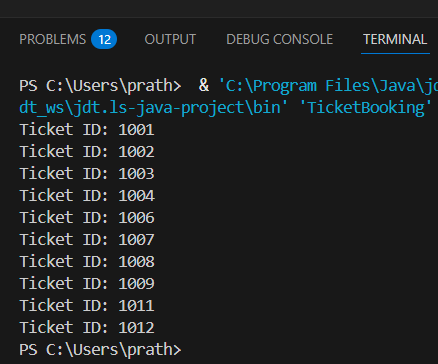 PROBLEMS 12 OUTPUT DEBUG CONSOLE TERMINAL
PS C:\Users\prath>  & 'C:\Program Files\Java\jd
dt_ws\jdt.ls-java-project\bin' 'TicketBooking'
Ticket ID: 1001
Ticket ID: 1002
Ticket ID: 1003
Ticket ID: 1004
Ticket ID: 1006
Ticket ID: 1007
Ticket ID: 1008
Ticket ID: 1009
Ticket ID: 1011
Ticket ID: 1012
PS C:\Users\prath>